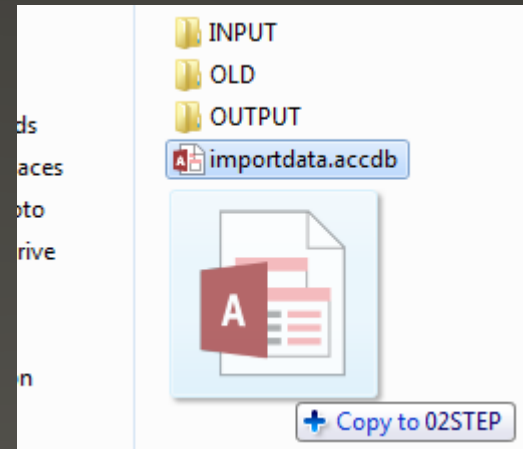 INPUT
OLD
OUTPUT
ds
importdata.accdb
aces
oto
rive
A
n
Copy to 02STEP